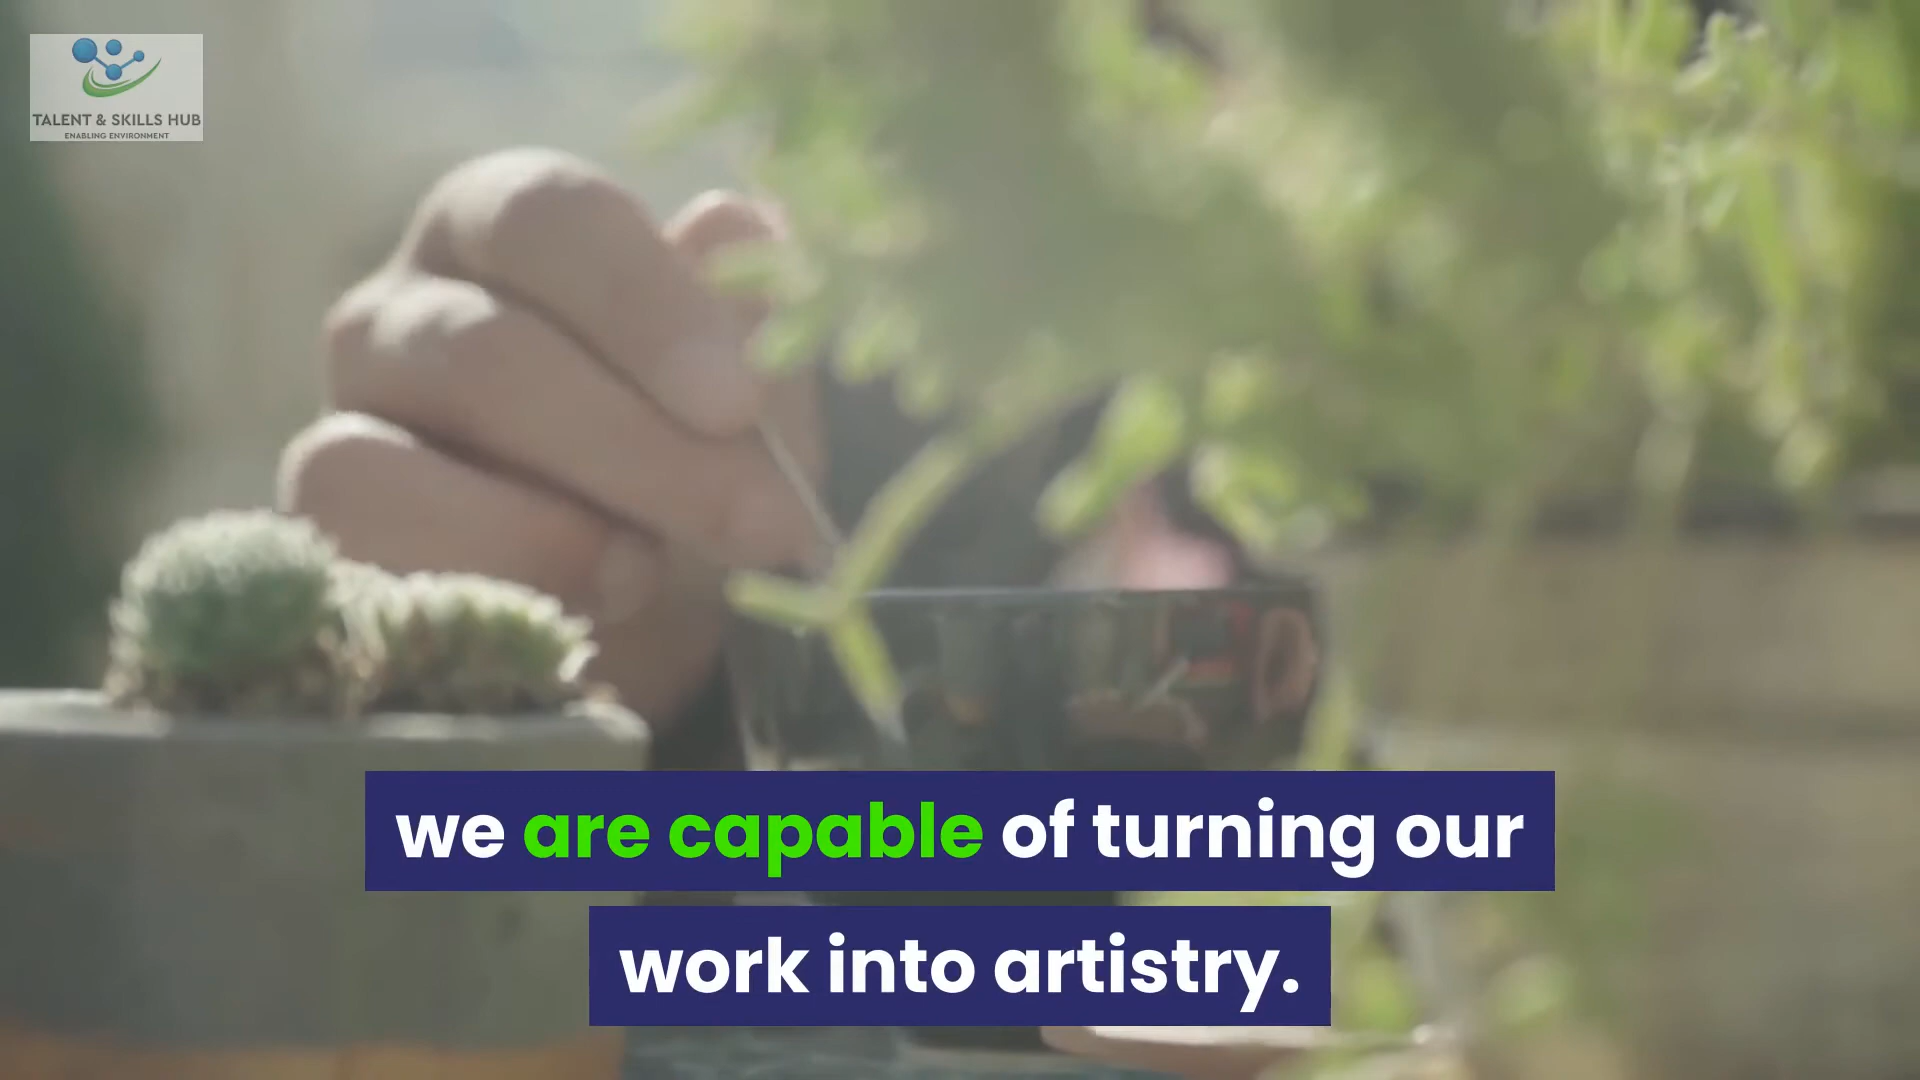 TALENT & SKILLS HUB
ENABLING ENVIRONMENT
we are capable of turning our
work into artistry.